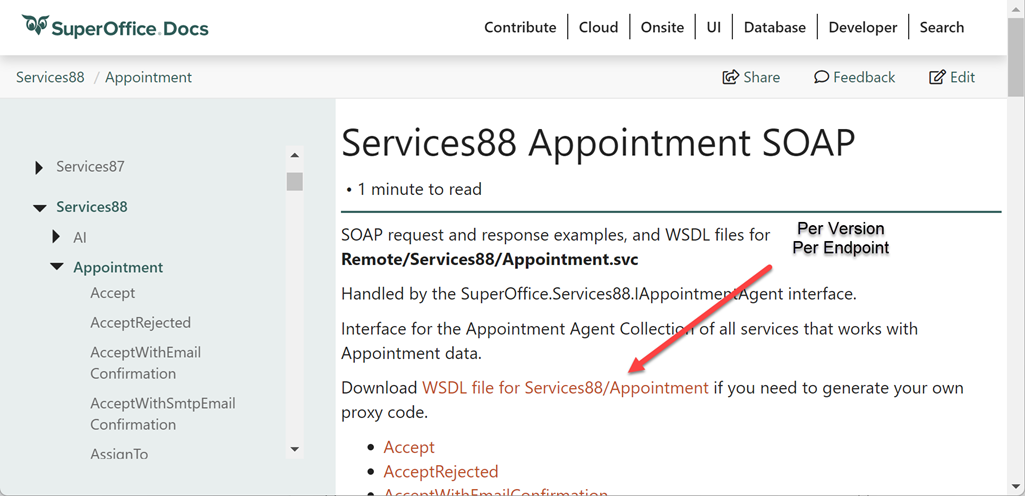 SuperOffice.Docs
Contribute
Cloud
Onsite
UI
Database
Developer
Search
Services88 / Appointment
Share
Feedback
Edit
Services87
Services88
AI
Appointment
Accept
AcceptRejected
AcceptWithEmail
Confirmation
AcceptWithSmtpEmail
Confirmation
AssignTo
Services88 Appointment SOAP
• 1 minute to read
Per Version
Per Endpoint
SOAP request and response examples, and WSDL files for
Remote/Services88/Appointment.svc
Handled by the SuperOffice.Services88.IAppointmentAgent interface.
Interface for the Appointment Agent Collection of all services that works with
Appointment data.
Download WSDL file for Services88/Appointment if you need to generate your own
proxy code.
• Accept
• AcceptRejected
• AcceptWithEmailConfirmation